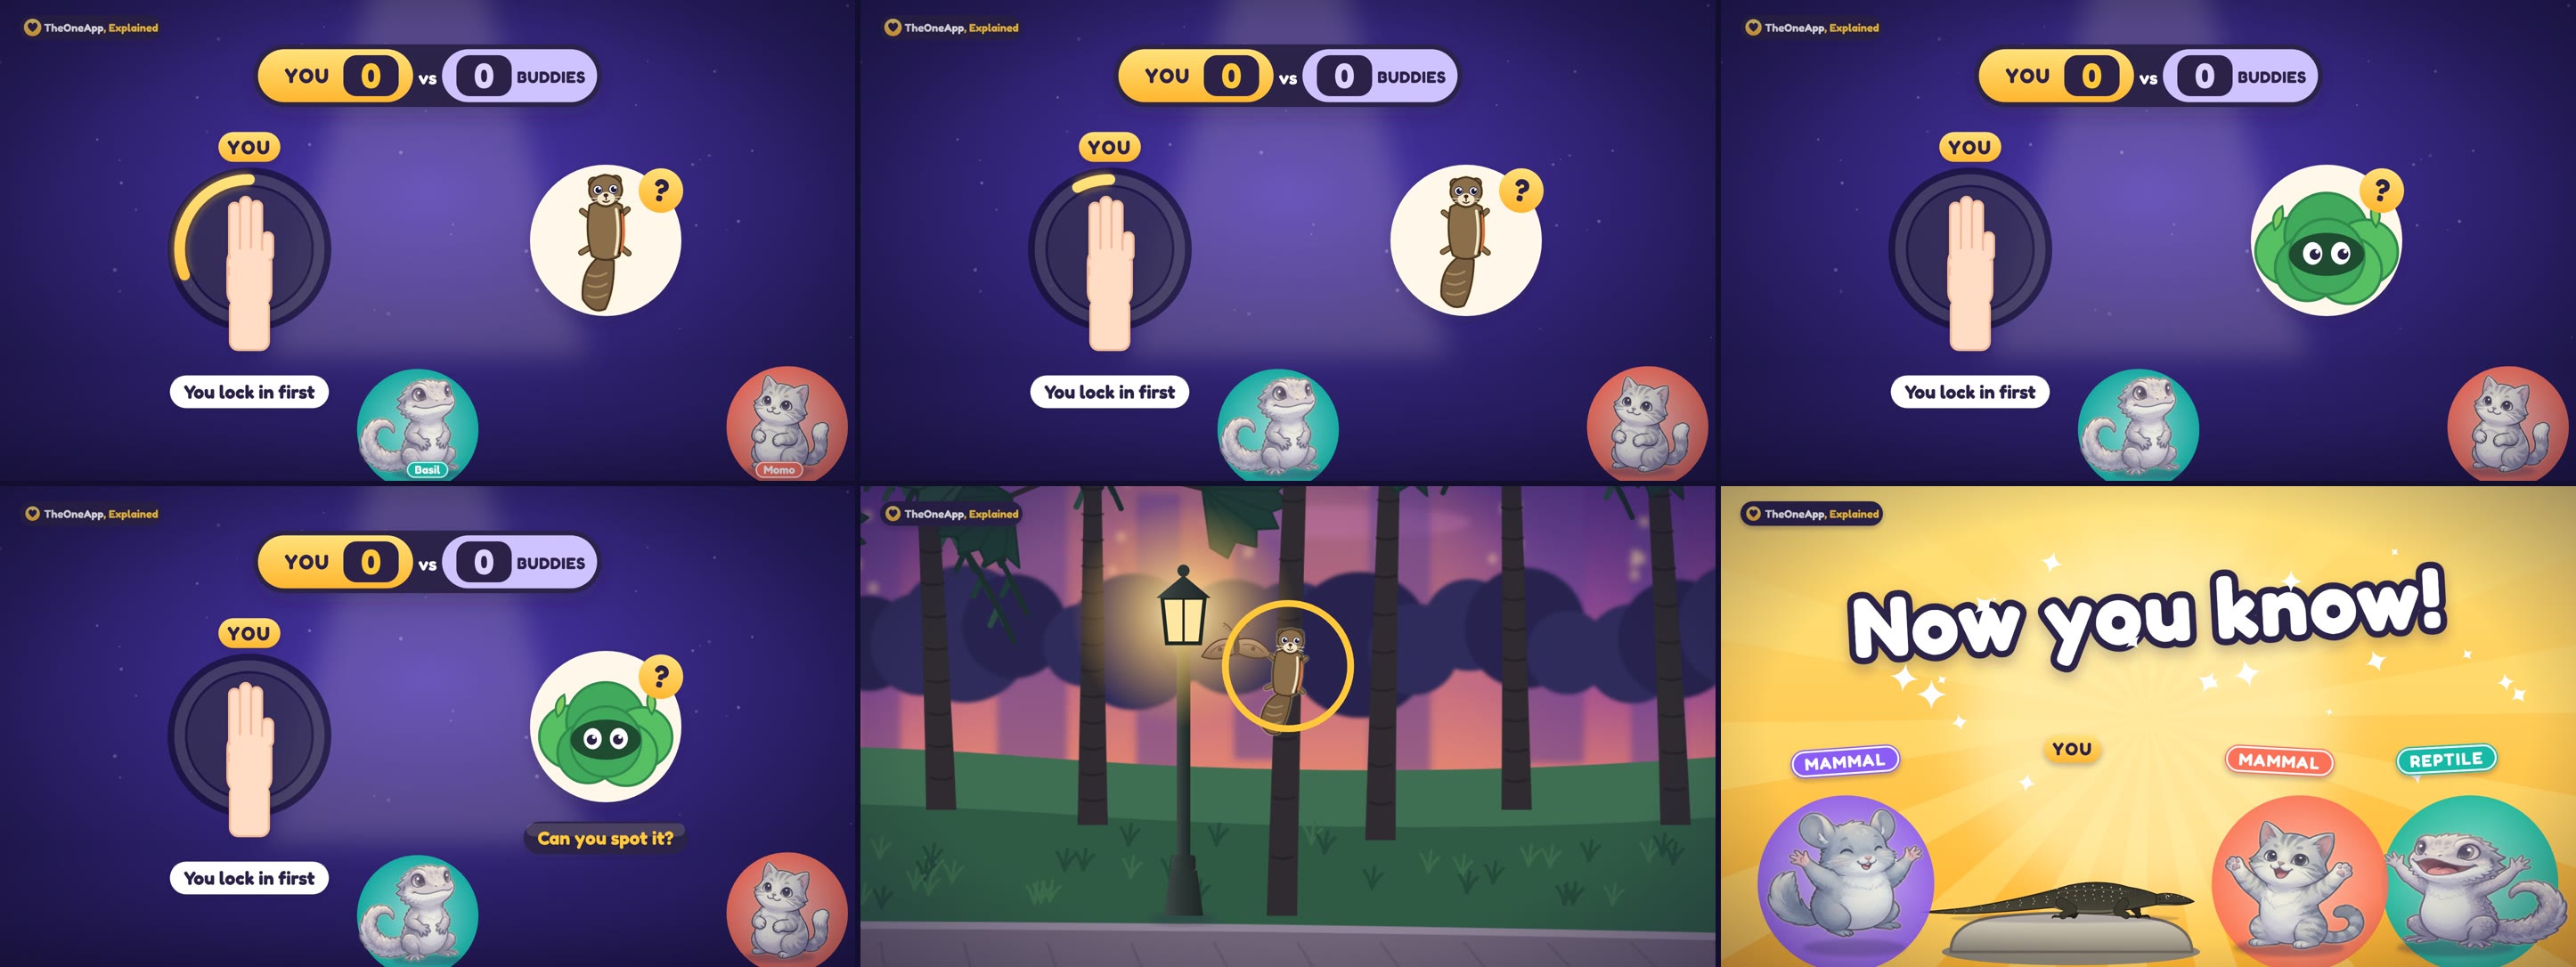 TheOneApp, Explained
YOU 0 vs 0 BUDDIES
YOU
?
You lock in first
Basil
Momo
TheOneApp, Explained
YOU 0 vs 0 BUDDIES
YOU
?
You lock in first
TheOneApp, Explained
YOU 0 vs 0 BUDDIES
YOU
?
You lock in first
TheOneApp, Explained
YOU 0 vs 0 BUDDIES
YOU
?
Can you spot it?
You lock in first
TheOneApp, Explained
TheOneApp, Explained
Now you know!
YOU
MAMMAL
MAMMAL
REPTILE